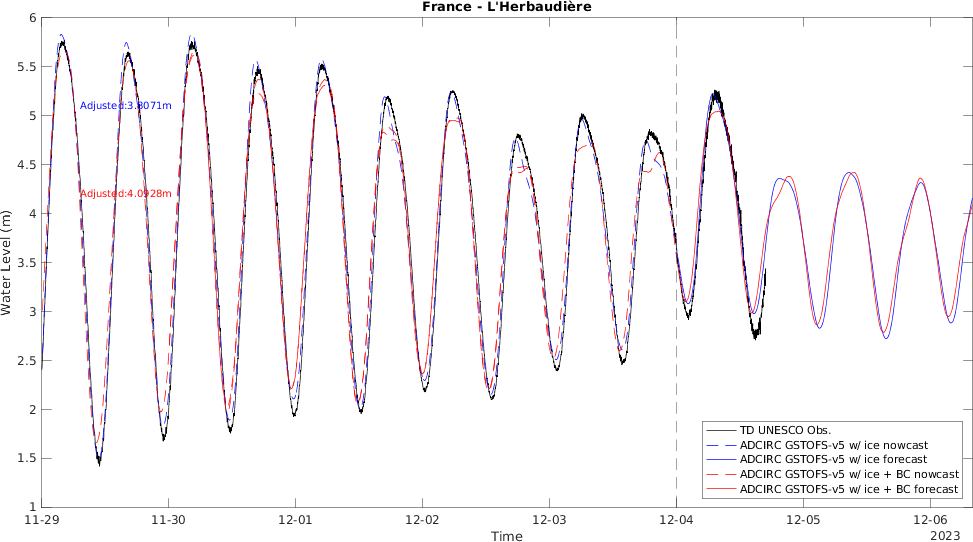 France - L'Herbaudière
6
5.5
5
4.5
4
3.5
3
2.5
2
1.5
1
Water Level (m)
Adjusted:3.8071m
Adjusted:4.0928m
TD UNESCO Obs.
ADCIRC GSTOFS-v5 w/ ice nowcast
ADCIRC GSTOFS-v5 w/ ice forecast
ADCIRC GSTOFS-v5 w/ ice + BC nowcast
ADCIRC GSTOFS-v5 w/ ice + BC forecast
11-29 11-30 12-01 12-02 12-03 12-04 12-05 12-06
Time
2023